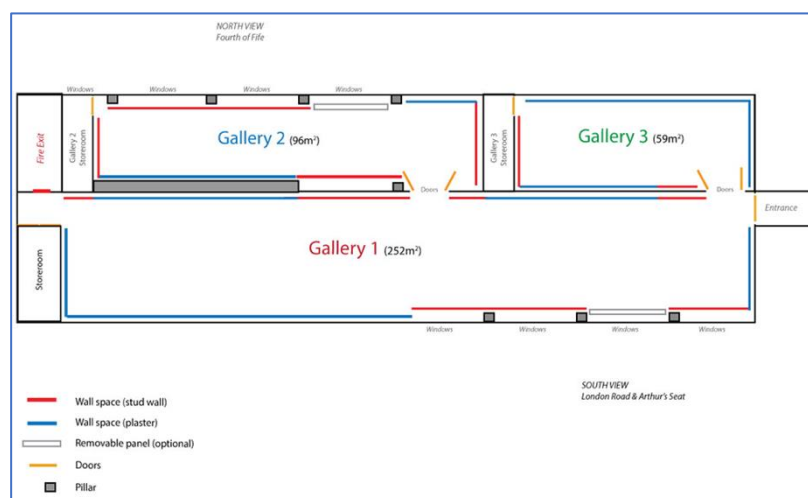 NORTH VIEW
Fourth of Fife
Windows
Windows
Windows
Windows
Fire Exit
Gallery 2
Storeroom
Gallery 2 (96m²)
Gallery 3
Storeroom
Gallery 3 (59m²)
Doors
Doors
Entrance
Storeroom
Gallery 1 (252m²)
Windows
Windows
Windows
Windows
SOUTH VIEW
London Road & Arthur's Seat
Wall space (stud wall)
Wall space (plaster)
Removable panel (optional)
Doors
Pillar